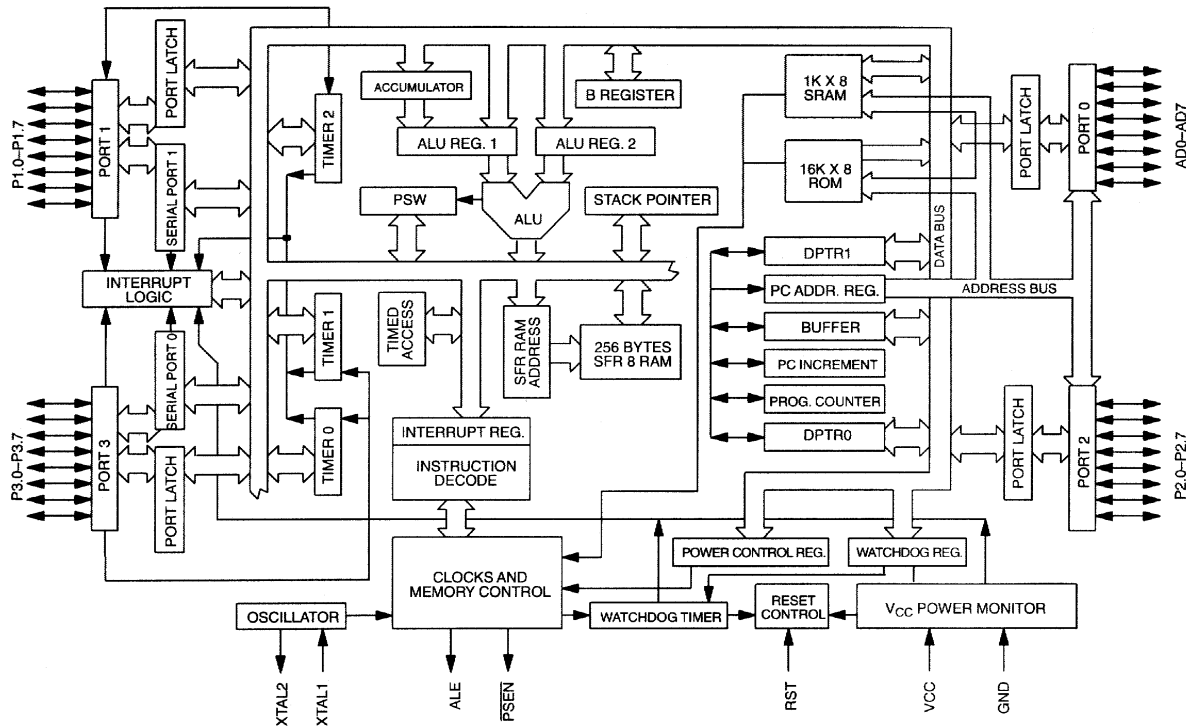 PORT LATCH
ACCUMULATOR
B REGISTER
1K X 8
SRAM
P1.0–P1.7
PORT 1
TIMER 2
ALU REG. 1
ALU REG. 2
PORT LATCH
PORT 0
AD0–AD7
SERIAL PORT 1
16K X 8
ROM
PSW
ALU
STACK POINTER
DATA BUS
INTERRUPT
LOGIC
DPTR1
PC ADDR. REG.
ADDRESS BUS
SERIAL PORT 0
TIMER 1
TIMED
ACCESS
SFR RAM
ADDRESS
256 BYTES
SFR 8 RAM
BUFFER
PC INCREMENT
PROG. COUNTER
DPTR0
P3.0–P3.7
PORT 3
PORT LATCH
TIMER 0
INTERRUPT REG.
INSTRUCTION
DECODE
PORT LATCH
PORT 2
P2.0–P2.7
CLOCKS AND
MEMORY CONTROL
POWER CONTROL REG.
WATCHDOG REG.
OSCILLATOR
WATCHDOG TIMER
RESET
CONTROL
VCC POWER MONITOR
XTAL2
XTAL1
ALE
PSEN
RST
VCC
GND